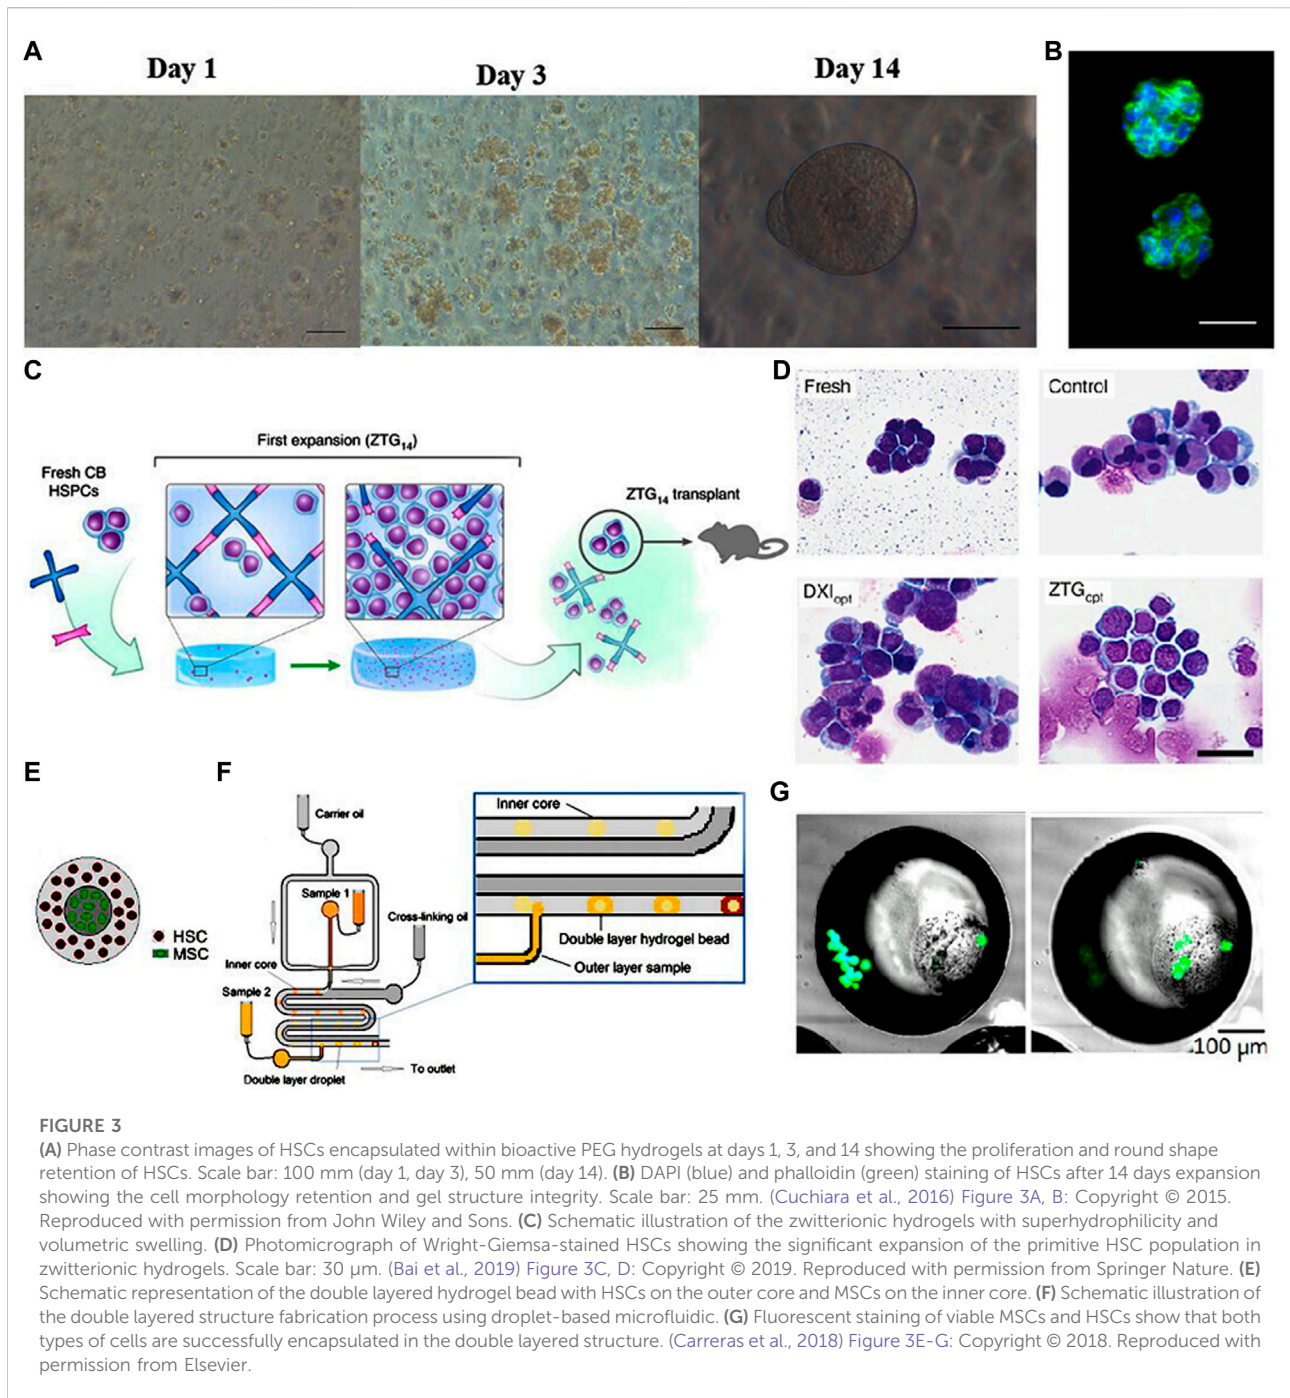 A
Day 1
Day 3
Day 14
B
C
First expansion (ZTG14)
Fresh CB
HSPCs
ZTG14 transplant
D
Fresh
Control
DXIopt
ZTGopt
E
HSC
MSC
F
Carrier oil
Sample 1
Cross-linking oil
Inner core
Sample 2
Double layer droplet
To outlet
Inner core
Double layer hydrogel bead
Outer layer sample
G
100 µm
FIGURE 3
(A) Phase contrast images of HSCs encapsulated within bioactive PEG hydrogels at days 1, 3, and 14 showing the proliferation and round shape
retention of HSCs. Scale bar: 100 mm (day 1, day 3), 50 mm (day 14). (B) DAPI (blue) and phalloidin (green) staining of HSCs after 14 days expansion
showing the cell morphology retention and gel structure integrity. Scale bar: 25 mm. (Cuchiara et al., 2016) Figure 3A, B: Copyright © 2015.
Reproduced with permission from John Wiley and Sons. (C) Schematic illustration of the zwitterionic hydrogels with superhydrophilicity and
volumetric swelling. (D) Photomicrograph of Wright-Giemsa-stained HSCs showing the significant expansion of the primitive HSC population in
zwitterionic hydrogels. Scale bar: 30 µm. (Bai et al., 2019) Figure 3C, D: Copyright © 2019. Reproduced with permission from Springer Nature. (E)
Schematic representation of the double layered hydrogel bead with HSCs on the outer core and MSCs on the inner core. (F) Schematic illustration of
the double layered structure fabrication process using droplet-based microfluidic. (G) Fluorescent staining of viable MSCs and HSCs show that both
types of cells are successfully encapsulated in the double layered structure. (Carreras et al., 2018) Figure 3E-G: Copyright © 2018. Reproduced with
permission from Elsevier.